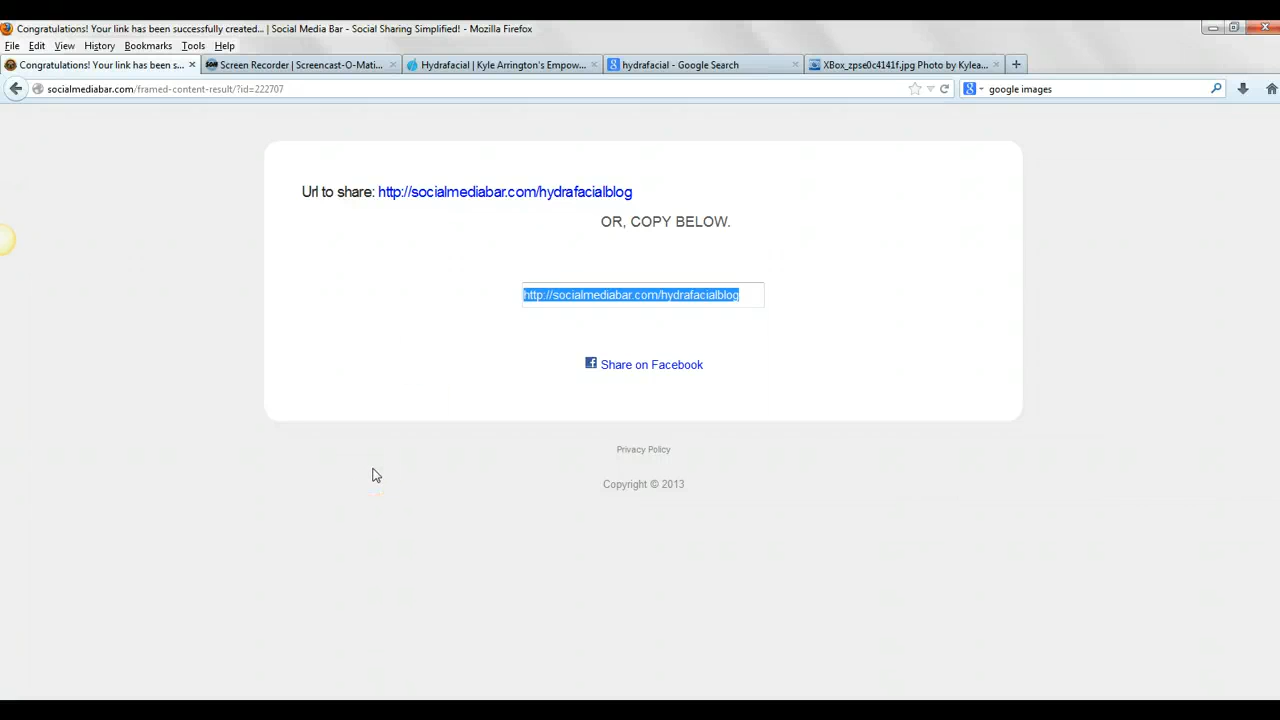 Congratulations! Your link has been successfully created... | Social Media Bar - Social Sharing Simplified! - Mozilla Firefox
File Edit View History Bookmarks Tools Help
Congratulations! Your link has been s... Screen Recorder | Screencast-O-Mati... Hydrafacial | Kyle Arrington's Empow... hydrafacial - Google Search XBox_zpse0c4141f.jpg Photo by Kylea...
socialmediabar.com/framed-content-result/?id=222707 google images
Url to share: http://socialmediabar.com/hydrafacialblog
OR, COPY BELOW.
http://socialmediabar.com/hydrafacialblog
Share on Facebook
Privacy Policy
Copyright © 2013